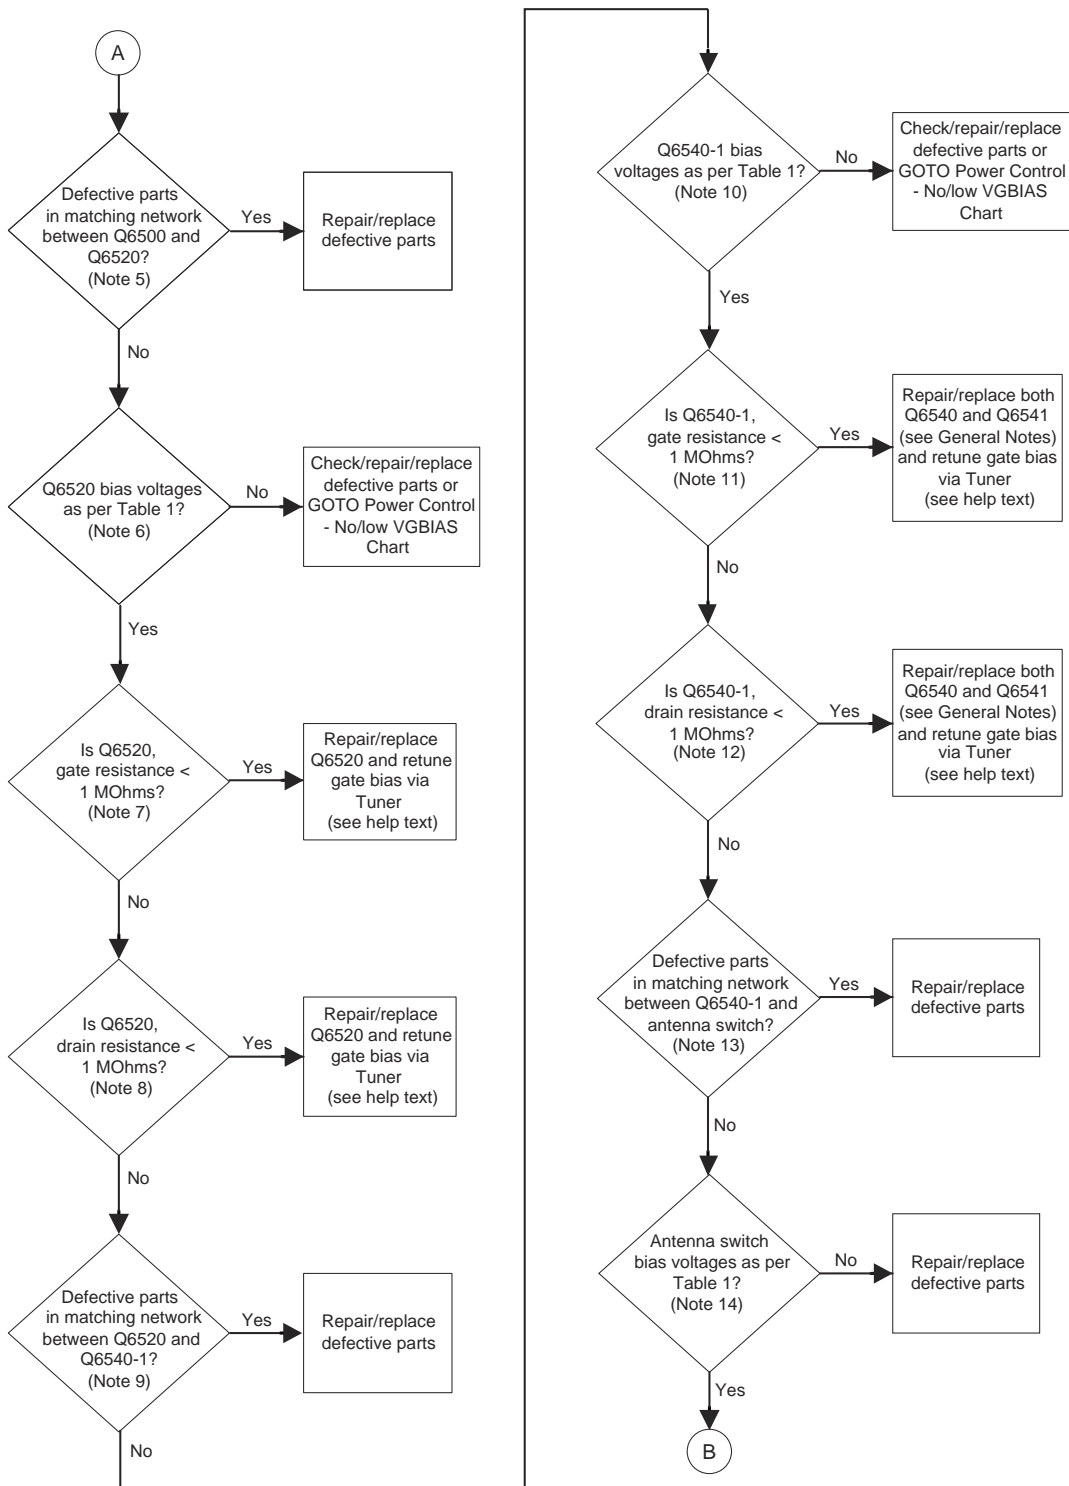 A
Defective parts
in matching network
between Q6500 and
Q6520?
(Note 5)
Yes
Repair/replace
defective parts
No
Q6520 bias voltages
as per Table 1?
(Note 6)
No
Check/repair/replace
defective parts or
GOTO Power Control
- No/low VGBIAS
Chart
Yes
Is Q6520,
gate resistance <
1 MOhms?
(Note 7)
Yes
Repair/replace
Q6520 and retune
gate bias via
Tuner
(see help text)
No
Is Q6520,
drain resistance <
1 MOhms?
(Note 8)
Yes
Repair/replace
Q6520 and retune
gate bias via
Tuner
(see help text)
No
Defective parts
in matching network
between Q6520 and
Q6540-1?
(Note 9)
Yes
Repair/replace
defective parts
No
Q6540-1 bias
voltages as per Table 1?
(Note 10)
No
Check/repair/replace
defective parts or
GOTO Power Control
- No/low VGBIAS
Chart
Yes
Is Q6540-1,
gate resistance <
1 MOhms?
(Note 11)
Yes
Repair/replace both
Q6540 and Q6541
(see General Notes)
and retune gate bias
via Tuner
(see help text)
No
Is Q6540-1,
drain resistance <
1 MOhms?
(Note 12)
Yes
Repair/replace both
Q6540 and Q6541
(see General Notes)
and retune gate bias
via Tuner
(see help text)
No
Defective parts
in matching network
between Q6540-1 and
antenna switch?
(Note 13)
Yes
Repair/replace
defective parts
No
Antenna switch
bias voltages as per
Table 1?
(Note 14)
No
Repair/replace
defective parts
Yes
B